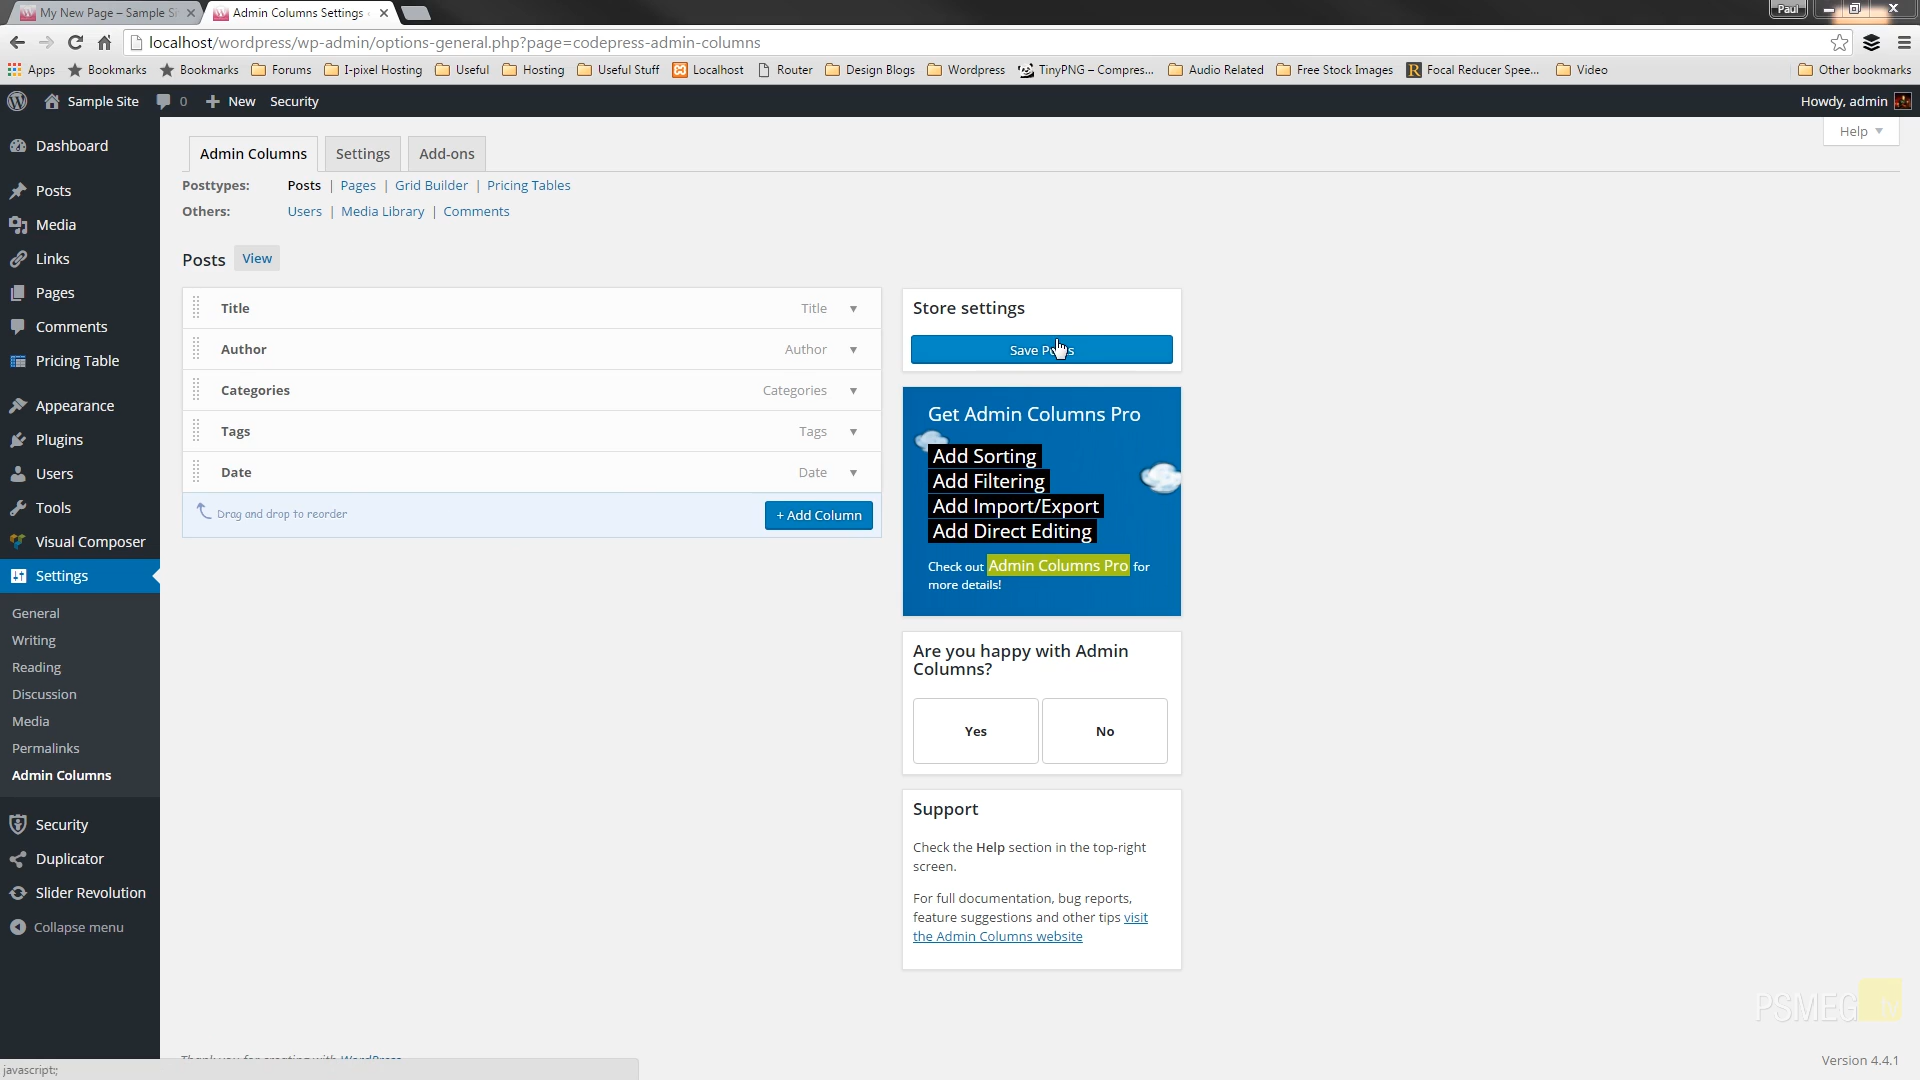 My New Page – Sample Si
Admin Columns Settings
Paul
localhost/wordpress/wp-admin/options-general.php?page=codepress-admin-columns
Apps
Bookmarks
Bookmarks
Forums
I-pixel Hosting
Useful
Hosting
Useful Stuff
Localhost
Router
Design Blogs
Wordpress
TinyPNG – Compres...
Audio Related
Free Stock Images
Focal Reducer Spee...
Video
Other bookmarks
Sample Site
0
New
Security
Howdy, admin
Help
Dashboard
Posts
Media
Links
Pages
Comments
Pricing Table
Appearance
Plugins
Users
Tools
Visual Composer
Settings
General
Writing
Reading
Discussion
Media
Permalinks
Admin Columns
Security
Duplicator
Slider Revolution
Collapse menu
Admin Columns
Settings
Add-ons
Posttypes: Posts | Pages | Grid Builder | Pricing Tables
Others: Users | Media Library | Comments
Posts View
Title Title
Author Author
Categories Categories
Tags Tags
Date Date
Drag and drop to reorder
+ Add Column
Store settings
Save
Get Admin Columns Pro
Add Sorting
Add Filtering
Add Import/Export
Add Direct Editing
Check out Admin Columns Pro for
more details!
Are you happy with Admin
Columns?
Yes
No
Support
Check the Help section in the top-right
screen.
For full documentation, bug reports,
feature suggestions and other tips visit
the Admin Columns website
PSMEG tv
Thank you for creating with WordPress
Version 4.4.1
javascript:;